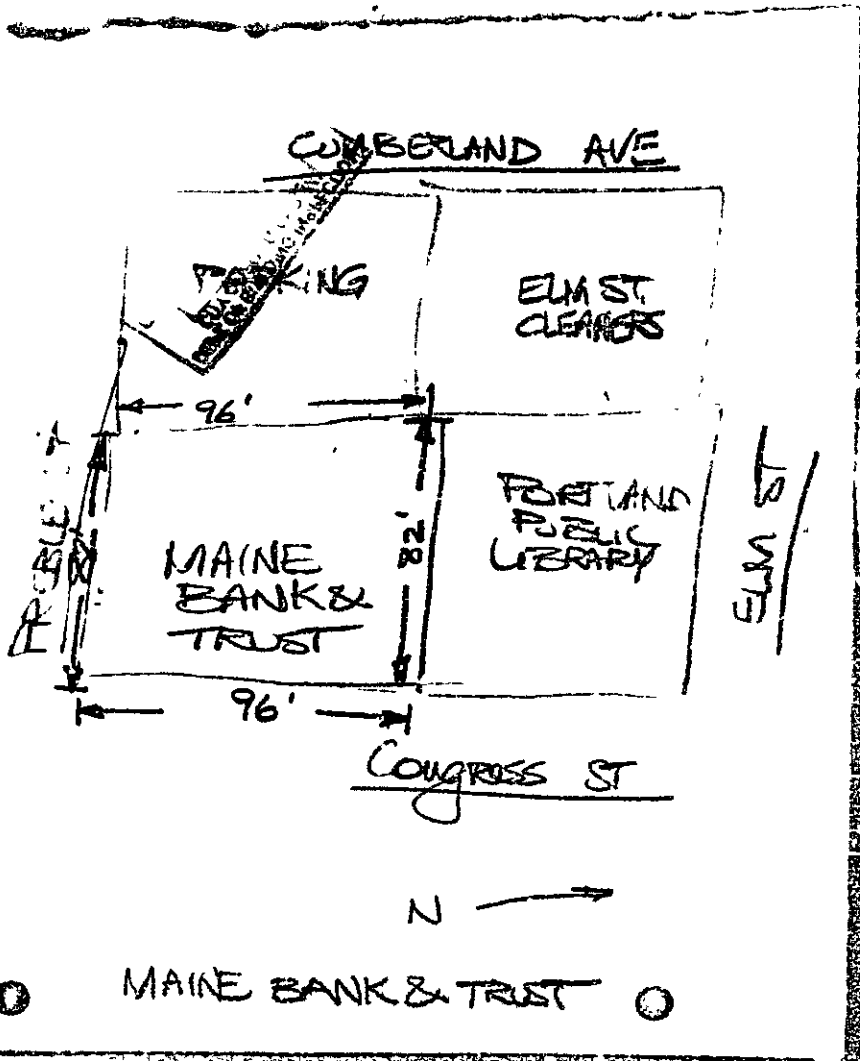 CUMBERLAND AVE
PARKING
ELM ST.
CLEANERS
96'
PORTLAND
PUBLIC
LIBRARY
82'
82'
MAINE
BANK &
TRUST
ELM ST
96'
CONGRESS ST
N
MAINE BANK & TRUST